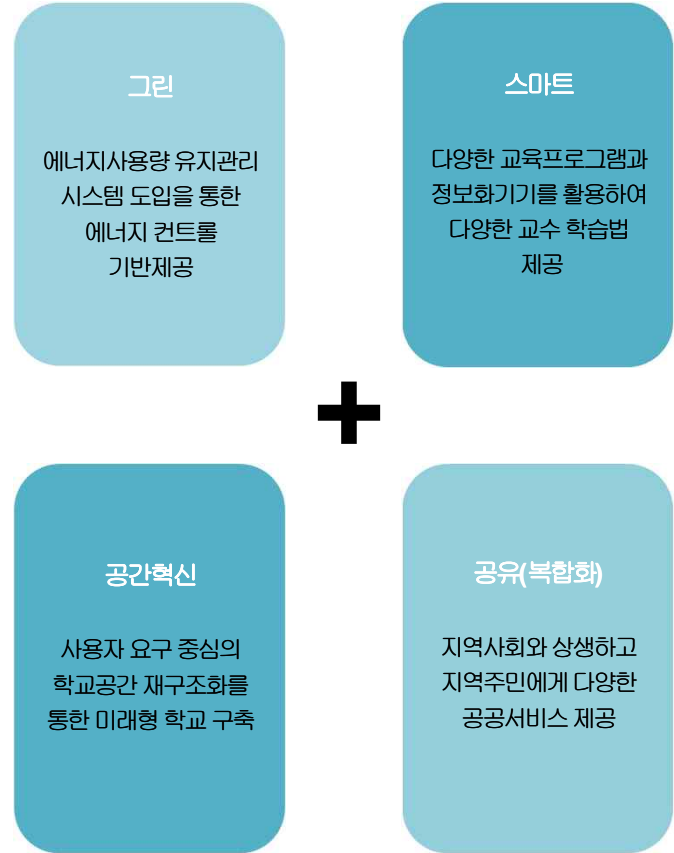 그린
에너지사용량 유지관리
시스템 도입을 통한
에너지 컨트롤
기반제공
스마트
다양한 교육프로그램과
정보화기기를 활용하여
다양한 교수 학습법
제공
공간혁신
사용자 요구 중심의
학교공간 재구조화를
통한 미래형 학교 구축
공유(복합화)
지역사회와 상생하고
지역주민에게 다양한
공공서비스 제공